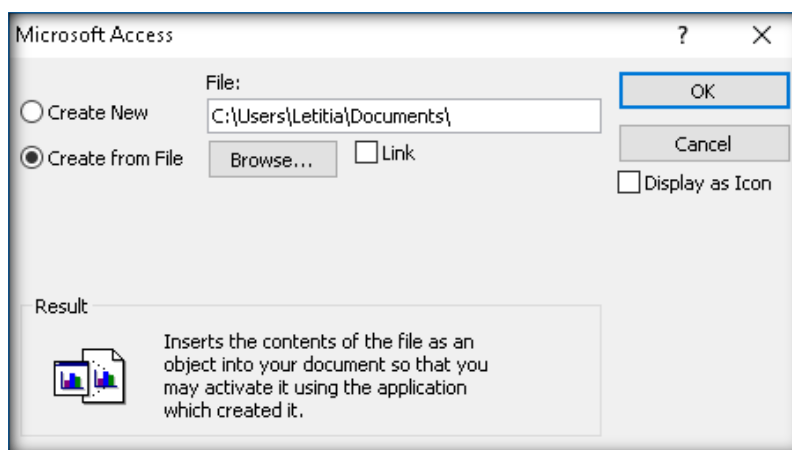 Microsoft Access
File:
OK
Create New
C:\Users\Letitia\Documents\
Cancel
Create from File
Browse...
Link
Display as Icon
Result
Inserts the contents of the file as an
object into your document so that you
may activate it using the application
which created it.